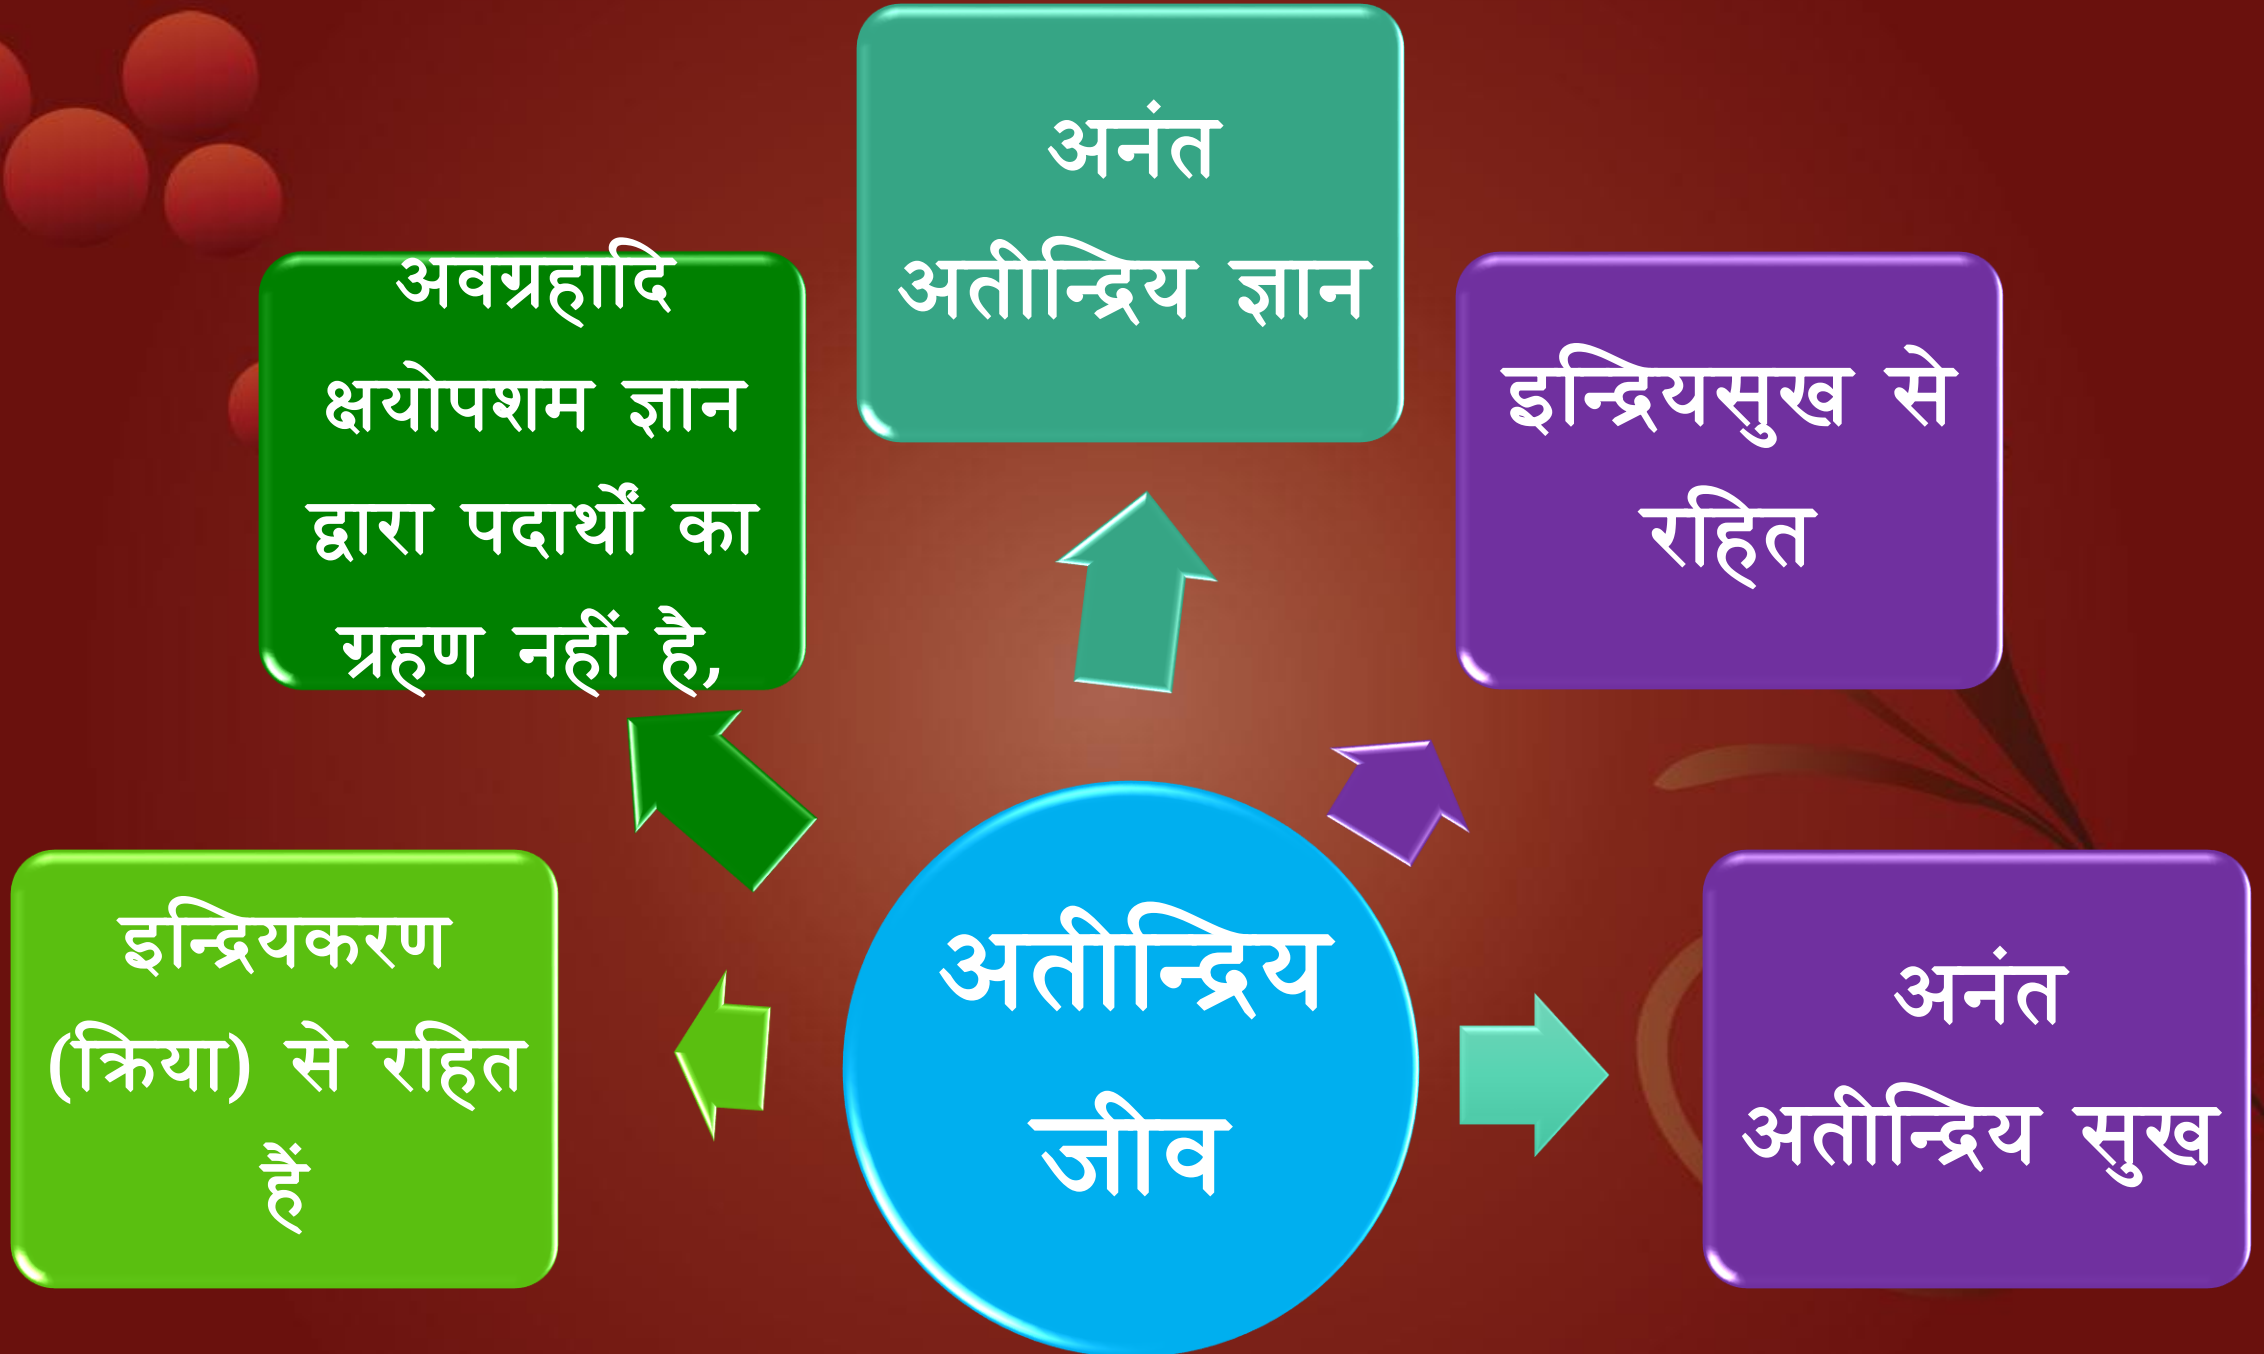 अनंत
अतीन्द्रिय ज्ञान
अवग्रहादि
क्षयोपशम ज्ञान
द्वारा पदार्थों का
ग्रहण नहीं है,
इन्द्रियसुख से
रहित
इन्द्रियकरण
(क्रिया) से रहित
हैं
अतीन्द्रिय
जीव
अनंत
अतीन्द्रिय सुख